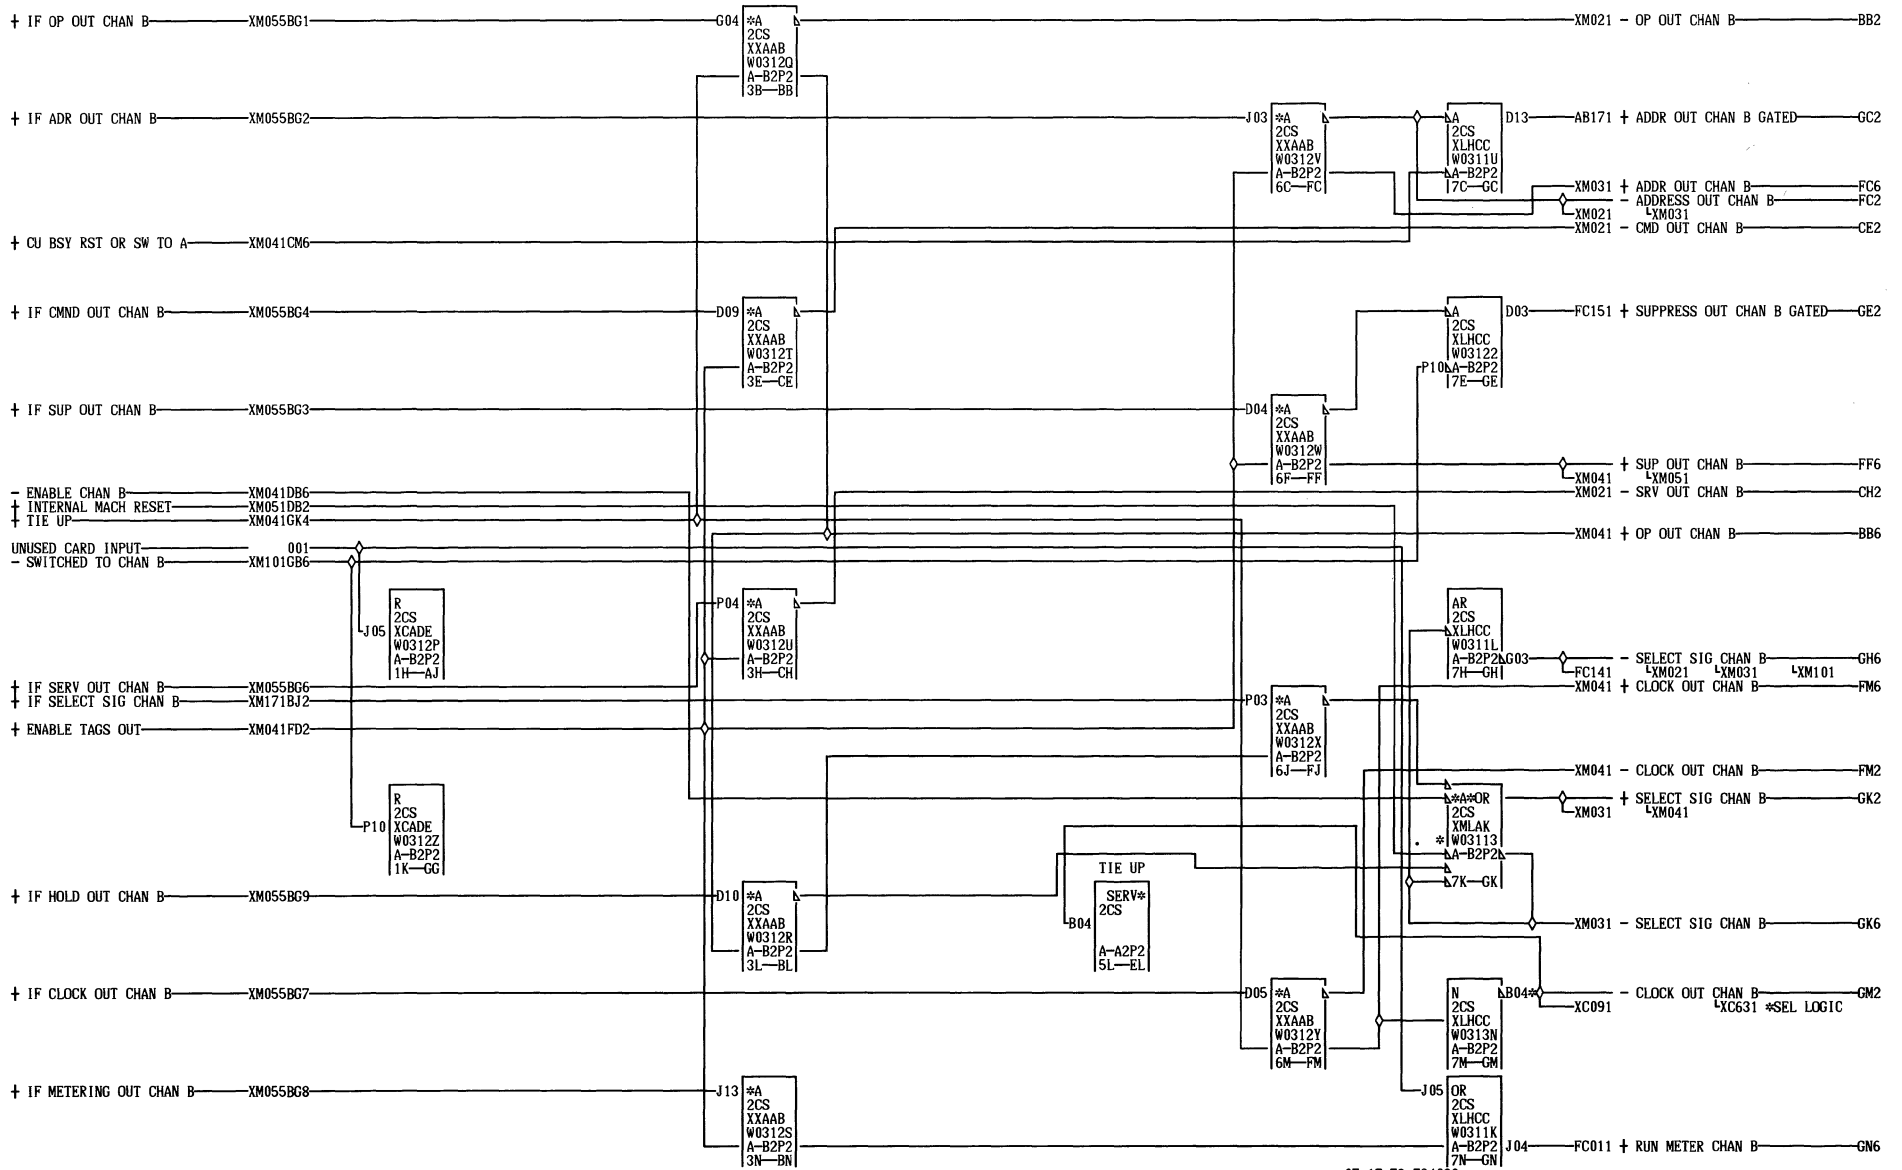 + IF OP OUT CHAN B XM055BG1 G04 *A XM021 - OP OUT CHAN B BB2
2CS
XXAAB
W0312Q
A-B2P2
3B BB
+ IF ADR OUT CHAN B XM055BG2 J03 *A A D13 AB171 + ADDR OUT CHAN B GATED GC2
2CS 2CS
XXAAB XLHCC
W0312V W0311U
A-B2P2 A-B2P2
6C FC 7C GC
XM031 + ADDR OUT CHAN B FC6
- ADDRESS OUT CHAN B FC2
XM021 XM031
XM021 - CMD OUT CHAN B CE2
+ CU BSY RST OR SW TO A XM041CM6
+ IF CMND OUT CHAN B XM055BG4 D09 *A A D03 FC151 + SUPPRESS OUT CHAN B GATED GE2
2CS 2CS
XXAAB XLHCC
W0312T W03122
A-B2P2 P10 A-B2P2
3E CE 7E GE
+ IF SUP OUT CHAN B XM055BG3 D04 *A
2CS
XXAAB
W0312W
A-B2P2 + SUP OUT CHAN B FF6
6F FF XM041 XM051
- ENABLE CHAN B XM041DB6 XM021 - SRV OUT CHAN B CH2
+ INTERNAL MACH RESET XM051DB2
+ TIE UP XM041GK4
XM041 + OP OUT CHAN B BB6
UNUSED CARD INPUT 001
- SWITCHED TO CHAN B XM101GB6
R P04 *A AR
2CS 2CS 2CS
J05 XCADE XXAAB XLHCC
W0312P W0312U W0311L
A-B2P2 A-B2P2 A-B2P2 G03 - SELECT SIG CHAN B GH6
1H AJ 3H CH 7H GH FC141 XM021 XM031 XM101
+ IF SERV OUT CHAN B XM055BG6 XM041 + CLOCK OUT CHAN B FM6
+ IF SELECT SIG CHAN B XM171BJ2 P03 *A
2CS
XXAAB
+ ENABLE TAGS OUT XM041FD2
W0312X
A-B2P2
6J FJ XM041 - CLOCK OUT CHAN B FM2
R *A*OR + SELECT SIG CHAN B GK2
2CS 2CS XM031 XM041
P10 XCADE XMLAK
W0312Z * W03113
A-B2P2 A-B2P2
1K GG TIE UP
7K GK
+ IF HOLD OUT CHAN B XM055BG9 D10 *A SERV*
2CS 2CS
XXAAB B04 XM031 - SELECT SIG CHAN B GK6
W0312R
A-B2P2 A-A2P2
3L BL 5L EL
+ IF CLOCK OUT CHAN B XM055BG7 D05 *A N B04* - CLOCK OUT CHAN B GM2
2CS 2CS XC091 XC631 *SEL LOGIC
XXAAB XLHCC
W0312Y W0313N
A-B2P2 A-B2P2
6M FM 7M GM
+ IF METERING OUT CHAN B XM055BG8 J13 *A J05 OR
2CS 2CS
XXAAB XLHCC
W0312S W0311K
A-B2P2 A-B2P2 J04 FC011 + RUN METER CHAN B GN6
3N BN 7N GN